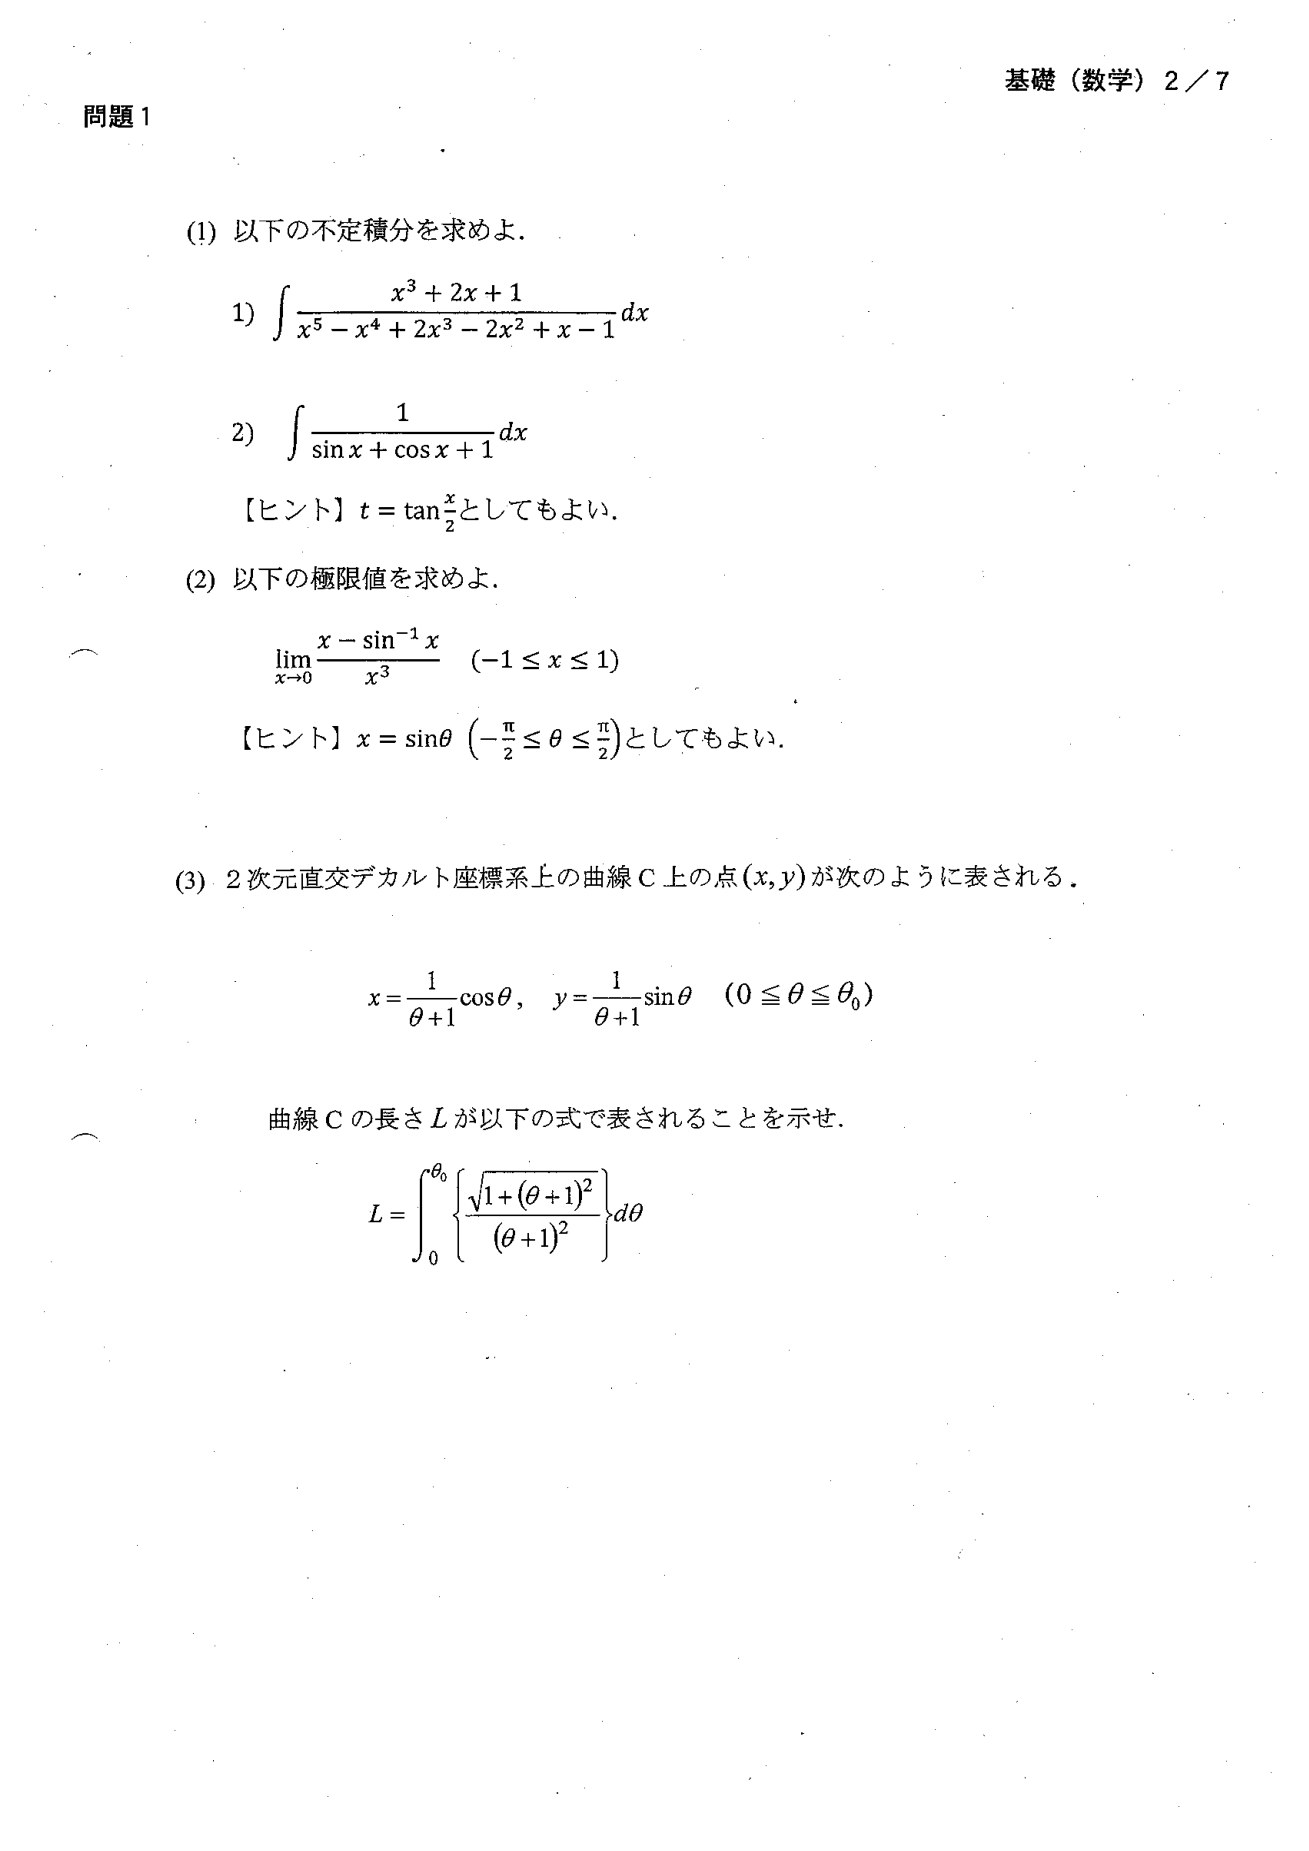 基礎（数学）2／7
問題1
(1) 以下の不定積分を求めよ．
1) ∫ (x³ + 2x + 1)/(x⁵ − x⁴ + 2x³ − 2x² + x − 1) dx
2) ∫ 1/(sin x + cos x + 1) dx
【ヒント】t = tan x/2 としてもよい．
(2) 以下の極限値を求めよ．
lim_{x→0} (x − sin⁻¹ x)/x³ (−1 ≤ x ≤ 1)
【ヒント】x = sinθ (−π/2 ≤ θ ≤ π/2) としてもよい．
(3) 2次元直交デカルト座標系上の曲線C上の点(x, y)が次のように表される．
x = 1/(θ+1) cosθ, y = 1/(θ+1) sinθ (0 ≦ θ ≦ θ₀)
曲線Cの長さLが以下の式で表されることを示せ．
L = ∫₀^{θ₀} {√(1+(θ+1)²)/(θ+1)²} dθ